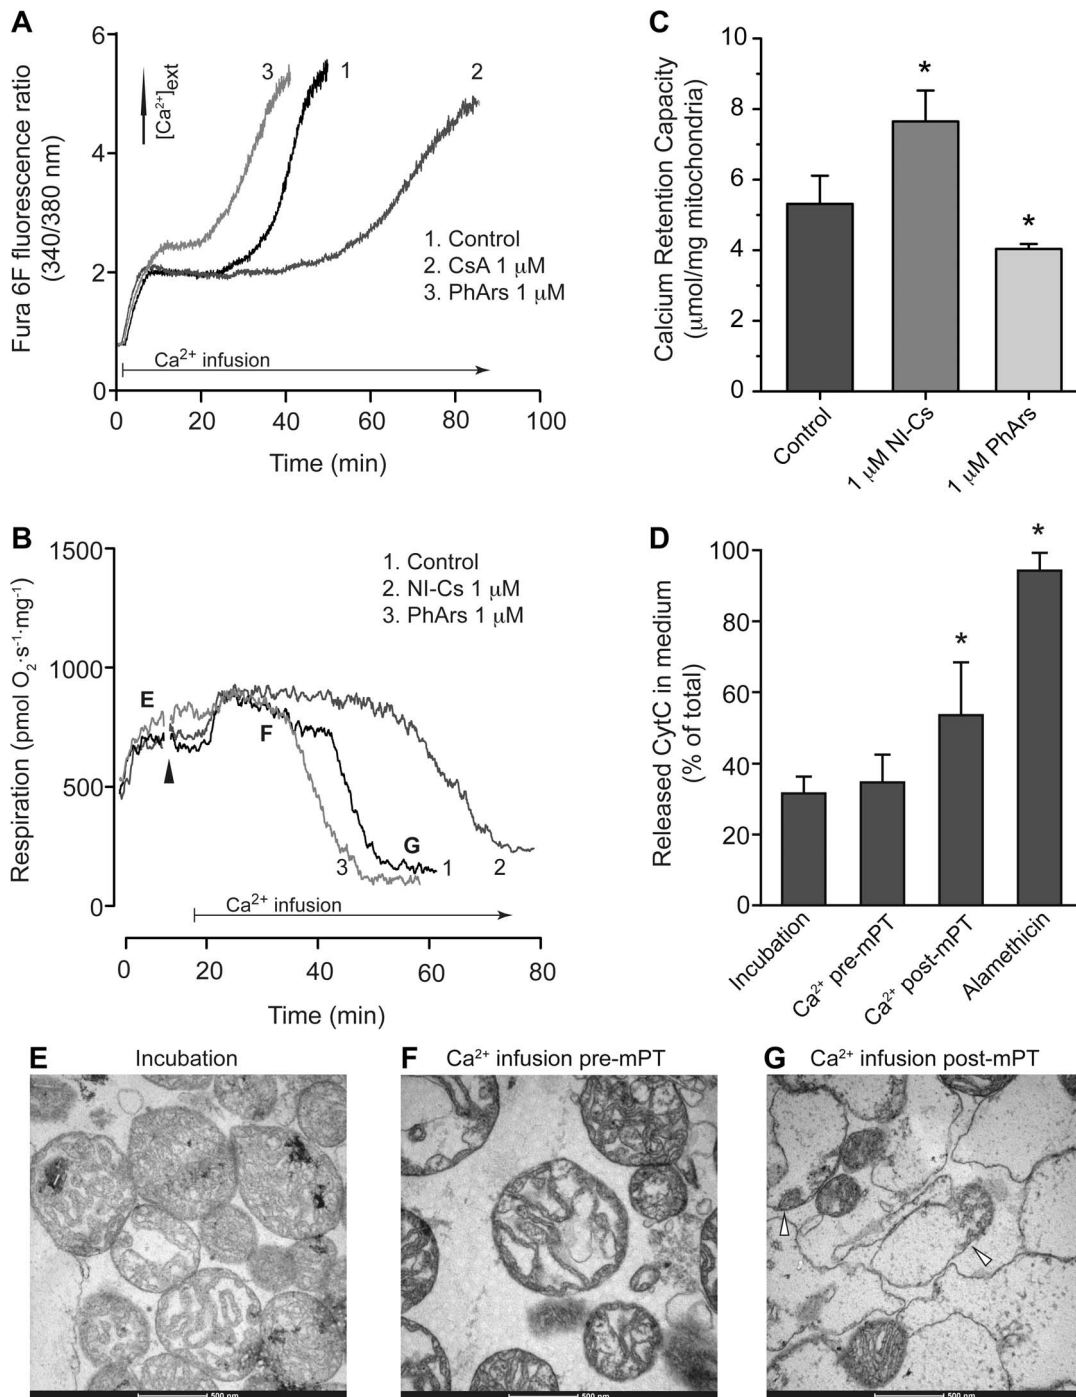 A
Fura 6F fluorescence ratio
(340/380 nm)
6
4
2
0
[Ca²⁺]ext
3
1
2
1. Control
2. CsA 1 µM
3. PhArs 1 µM
Ca²⁺ infusion
0 20 40 60 80 100
Time (min)
C
Calcium Retention Capacity
(µmol/mg mitochondria)
10
8
6
4
2
0
*
*
Control
1 µM NI-Cs
1 µM PhArs
B
Respiration (pmol O₂·s⁻¹·mg⁻¹)
1500
1000
500
0
1. Control
2. NI-Cs 1 µM
3. PhArs 1 µM
E
F
G
3
1
2
Ca²⁺ infusion
0 20 40 60 80
Time (min)
D
Released CytC in medium
(% of total)
100
80
60
40
20
0
*
*
Incubation
Ca²⁺ pre-mPT
Ca²⁺ post-mPT
Alamethicin
E Incubation
500 nm
F Ca²⁺ infusion pre-mPT
500 nm
G Ca²⁺ infusion post-mPT
500 nm